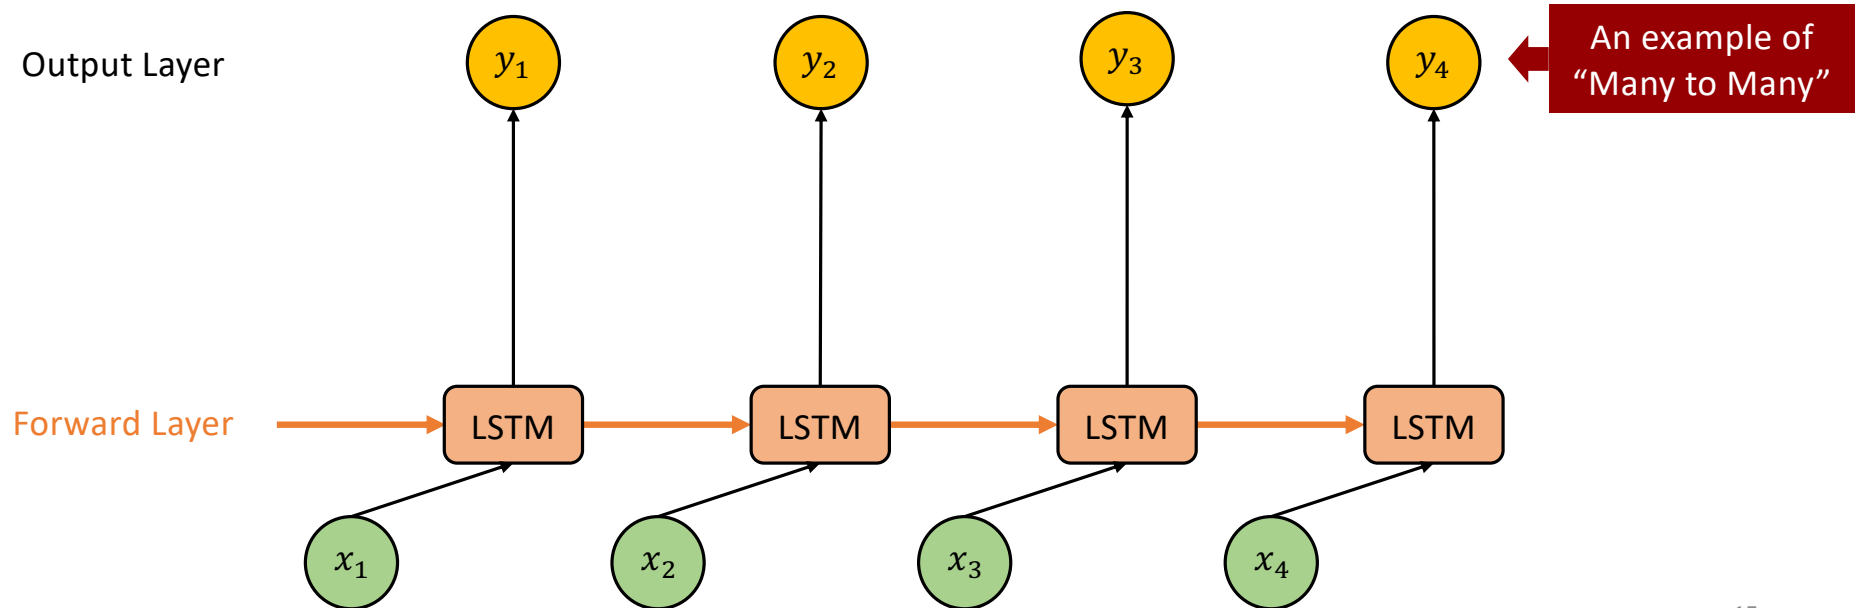 Output Layer
y₁
y₂
y₃
y₄
An example of
“Many to Many”
Forward Layer
LSTM
LSTM
LSTM
LSTM
x₁
x₂
x₃
x₄